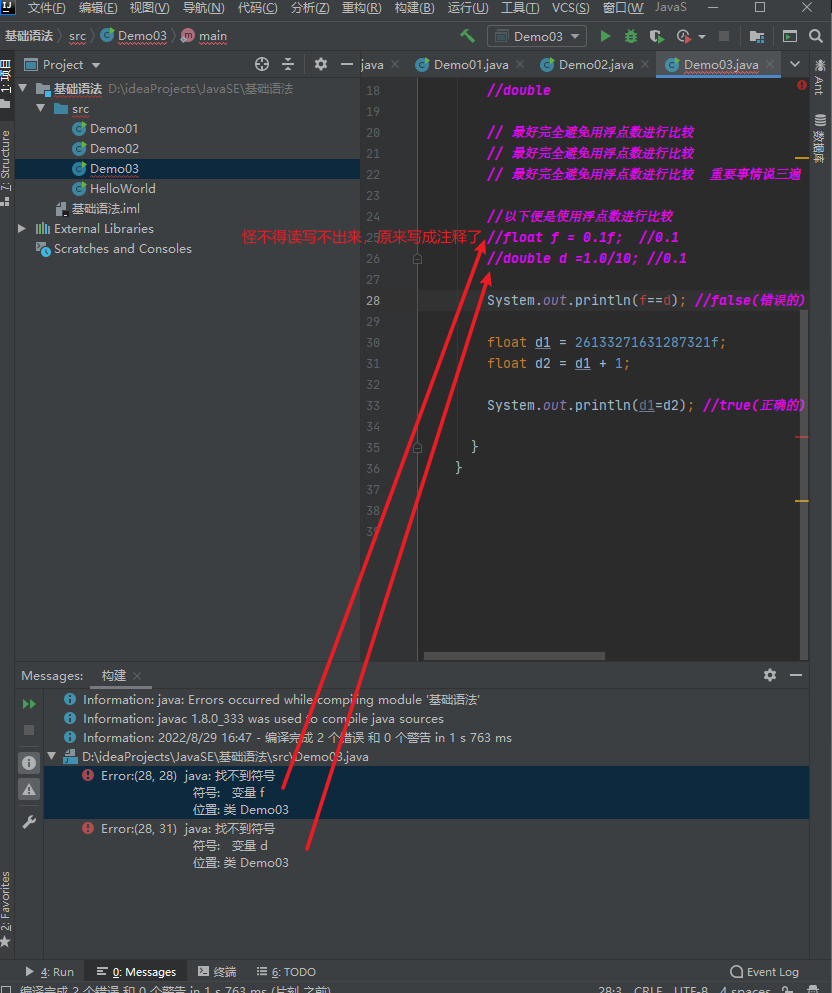 文件(F) 编辑(E) 视图(V) 导航(N) 代码(C) 分析(Z) 重构(R) 构建(B) 运行(U) 工具(T) VCS(S) 窗口(W) JavaS
基础语法 src Demo03 main Demo03
1: 项目
Project
java Demo01.java Demo02.java Demo03.java
Ant
数据库
基础语法 D:\ideaProjects\JavaSE\基础语法
src
Demo01
Demo02
Demo03
HelloWorld
基础语法.iml
External Libraries
Scratches and Consoles
7: Structure
18 //double
19
20 // 最好完全避免用浮点数进行比较
21 // 最好完全避免用浮点数进行比较
22 // 最好完全避免用浮点数进行比较 重要事情说三遍
23
24 //以下便是使用浮点数进行比较
怪不得读写不出来，原来写成注释了
25 //float f = 0.1f; //0.1
26 //double d =1.0/10; //0.1
27
28 System.out.println(f==d); //false(错误的)
29
30 float d1 = 26133271631287321f;
31 float d2 = d1 + 1;
32
33 System.out.println(d1=d2); //true(正确的)
34
35 }
36 }
37
38
39
Messages: 构建
Information: java: Errors occurred while compiling module '基础语法'
Information: javac 1.8.0_333 was used to compile java sources
Information: 2022/8/29 16:47 - 编译完成 2 个错误 和 0 个警告 in 1 s 763 ms
D:\ideaProjects\JavaSE\基础语法\src\Demo03.java
Error:(28, 28) java: 找不到符号
符号: 变量 f
位置: 类 Demo03
Error:(28, 31) java: 找不到符号
符号: 变量 d
位置: 类 Demo03
2: Favorites
4: Run 0: Messages 终端 6: TODO Event Log
编译完成 2 个错误 和 0 个警告 in 1 s 763 ms (片刻 之前) 28:3 CRLF UTF-8 4 spaces